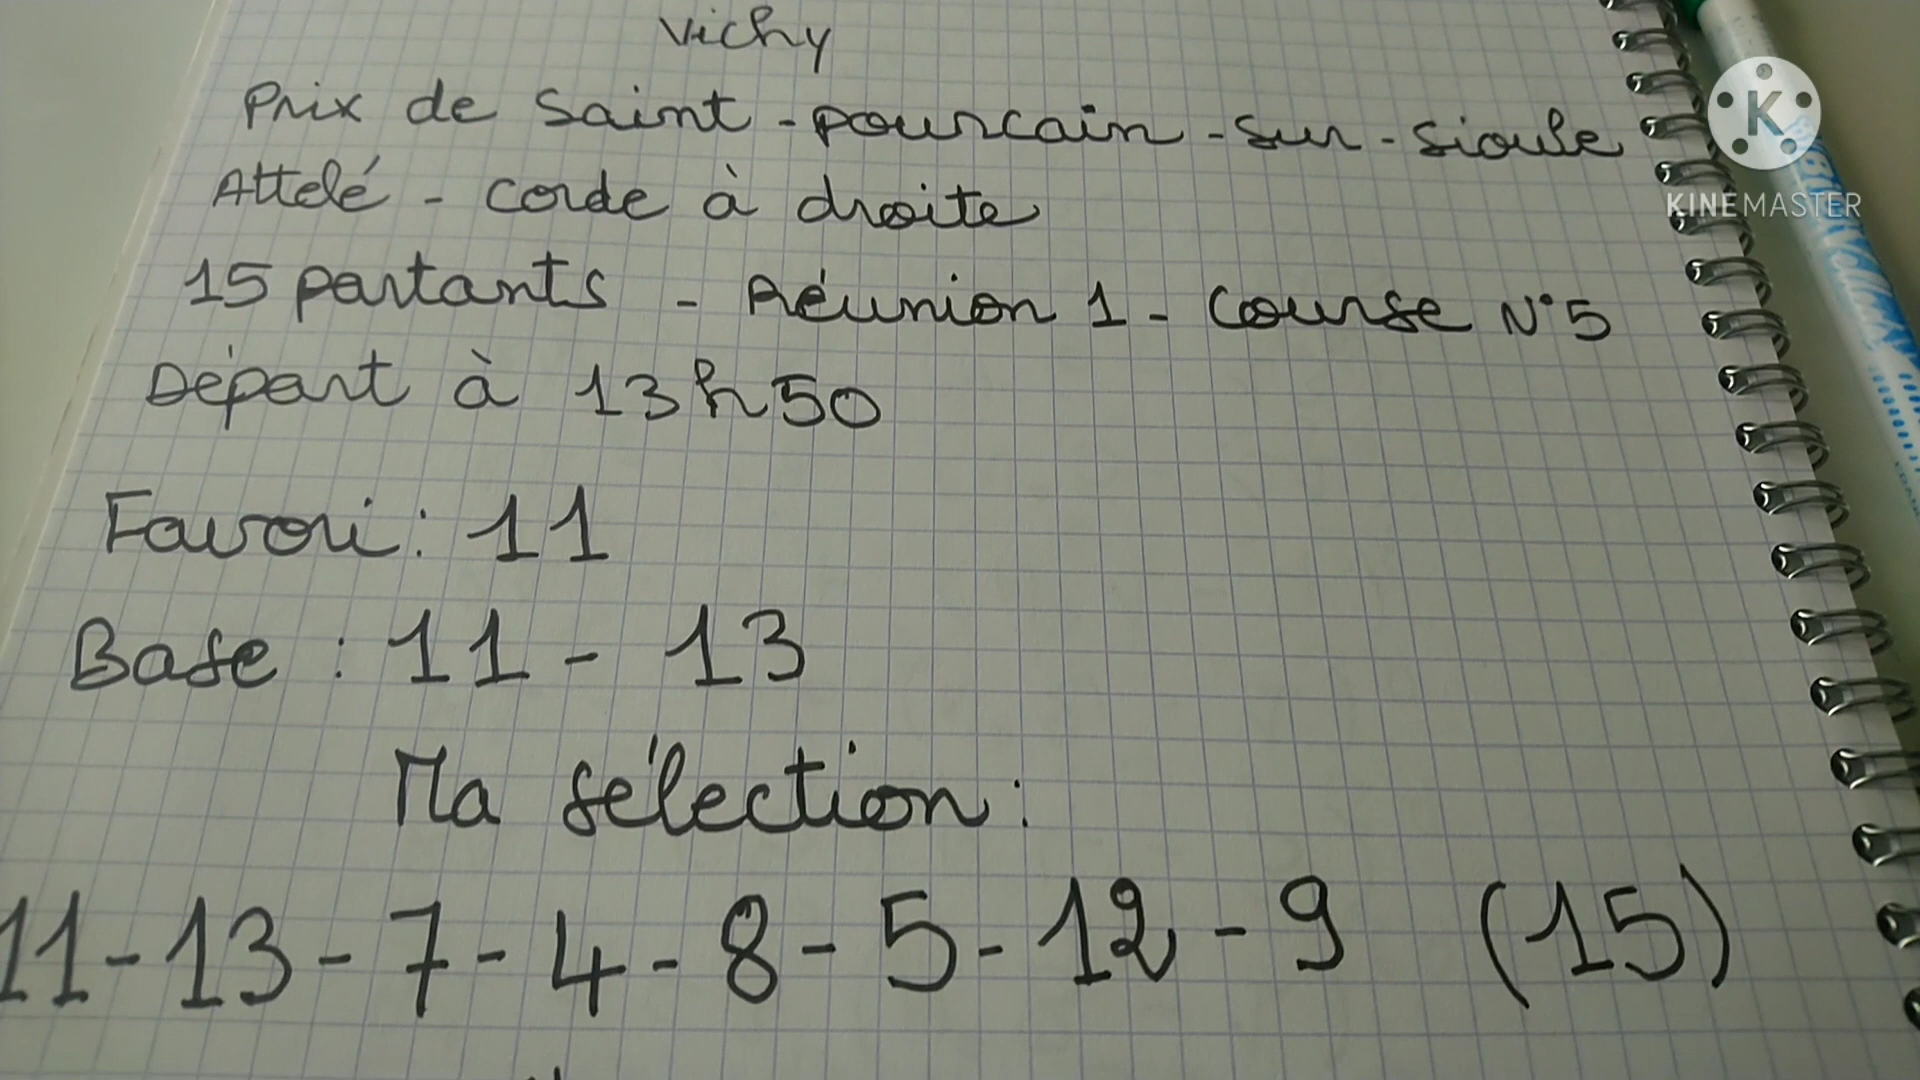 Vichy
Prix de Saint-pourcain-sur-sioule
Attelé - corde à droite
15 partants - Réunion 1 - course N°5
Départ à 13h50
Favori : 11
Base : 11 - 13
Ma sélection :
11-13-7-4-8-5-12-9 (15)
K
KINEMASTER